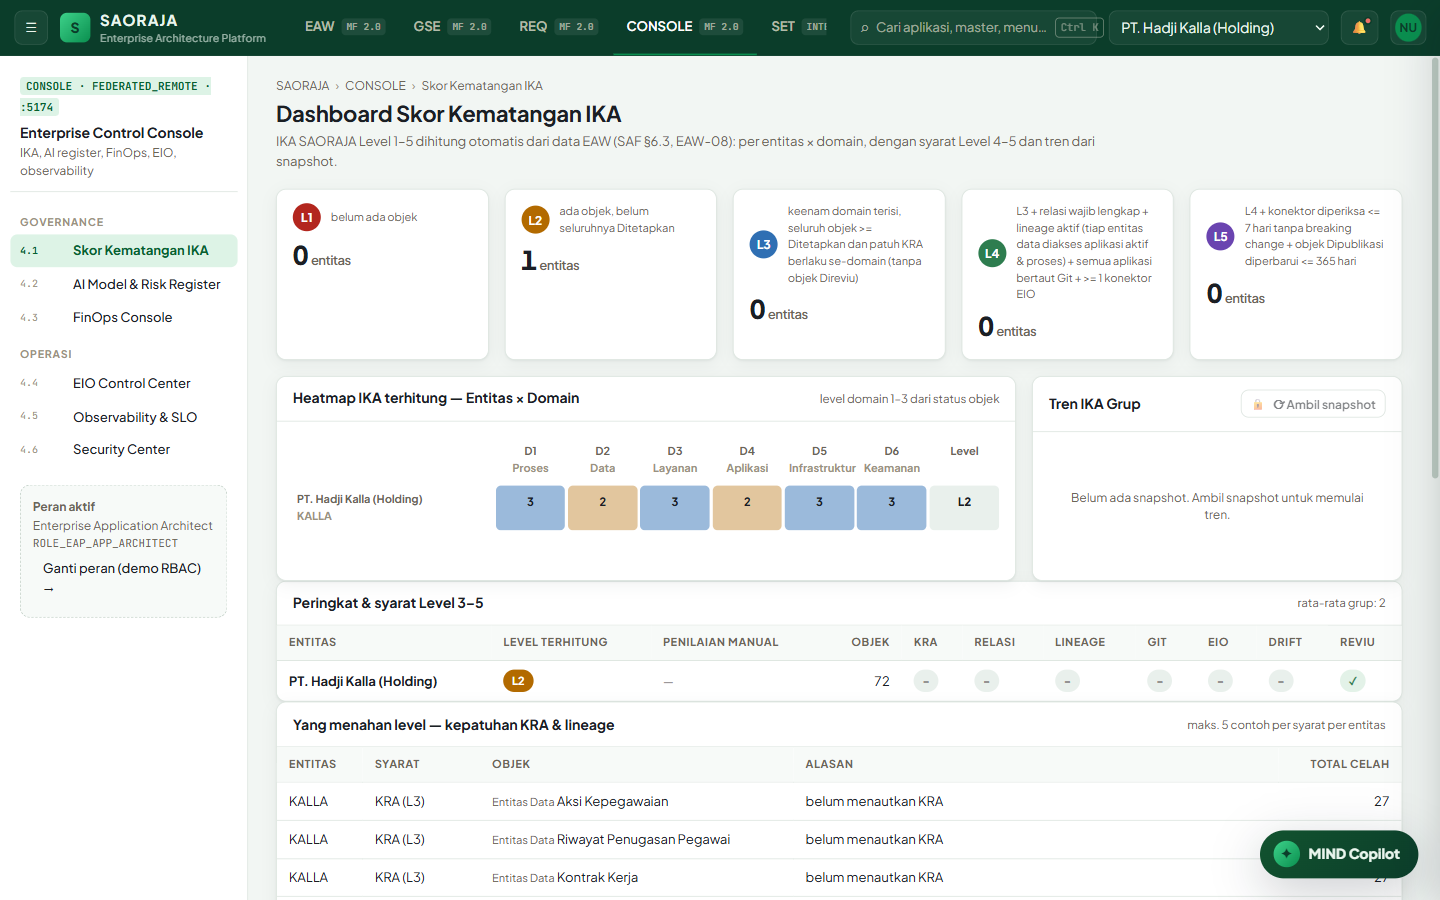 ☰
S
SAORAJA
Enterprise Architecture Platform
EAW MF 2.0
GSE MF 2.0
REQ MF 2.0
CONSOLE MF 2.0
SET
Cari aplikasi, master, menu... Ctrl K
PT. Hadji Kalla (Holding)
NU
CONSOLE · FEDERATED_REMOTE ·
:5174
Enterprise Control Console
IKA, AI register, FinOps, EIO,
observability
GOVERNANCE
4.1 Skor Kematangan IKA
4.2 AI Model & Risk Register
4.3 FinOps Console
OPERASI
4.4 EIO Control Center
4.5 Observability & SLO
4.6 Security Center
Peran aktif
Enterprise Application Architect
ROLE_EAP_APP_ARCHITECT
Ganti peran (demo RBAC)
→
SAORAJA › CONSOLE › Skor Kematangan IKA
Dashboard Skor Kematangan IKA
IKA SAORAJA Level 1–5 dihitung otomatis dari data EAW (SAF §6.3, EAW-08): per entitas × domain, dengan syarat Level 4–5 dan tren dari
snapshot.
L1 belum ada objek
0 entitas
L2 ada objek, belum
seluruhnya Ditetapkan
1 entitas
L3 keenam domain terisi,
seluruh objek >=
Ditetapkan dan patuh KRA
berlaku se-domain (tanpa
objek Direviu)
0 entitas
L4 L3 + relasi wajib lengkap +
lineage aktif (tiap entitas
data diakses aplikasi aktif
& proses) + semua aplikasi
bertaut Git + >= 1 konektor
EIO
0 entitas
L5 L4 + konektor diperiksa <=
7 hari tanpa breaking
change + objek Dipublikasi
diperbarui <= 365 hari
0 entitas
Heatmap IKA terhitung — Entitas × Domain
level domain 1–3 dari status objek
D1 D2 D3 D4 D5 D6 Level
Proses Data Layanan Aplikasi Infrastruktur Keamanan
PT. Hadji Kalla (Holding) 3 2 3 2 3 3 L2
KALLA
Tren IKA Grup
⟳ Ambil snapshot
Belum ada snapshot. Ambil snapshot untuk memulai
tren.
Peringkat & syarat Level 3–5
rata-rata grup: 2
ENTITAS LEVEL TERHITUNG PENILAIAN MANUAL OBJEK KRA RELASI LINEAGE GIT EIO DRIFT REVIU
PT. Hadji Kalla (Holding) L2 — 72 – – – – – – ✓
Yang menahan level — kepatuhan KRA & lineage
maks. 5 contoh per syarat per entitas
ENTITAS SYARAT OBJEK ALASAN TOTAL CELAH
KALLA KRA (L3) Entitas Data Aksi Kepegawaian belum menautkan KRA 27
KALLA KRA (L3) Entitas Data Riwayat Penugasan Pegawai belum menautkan KRA
KALLA KRA (L3) Entitas Data Kontrak Kerja belum menautkan KRA 27
MIND Copilot